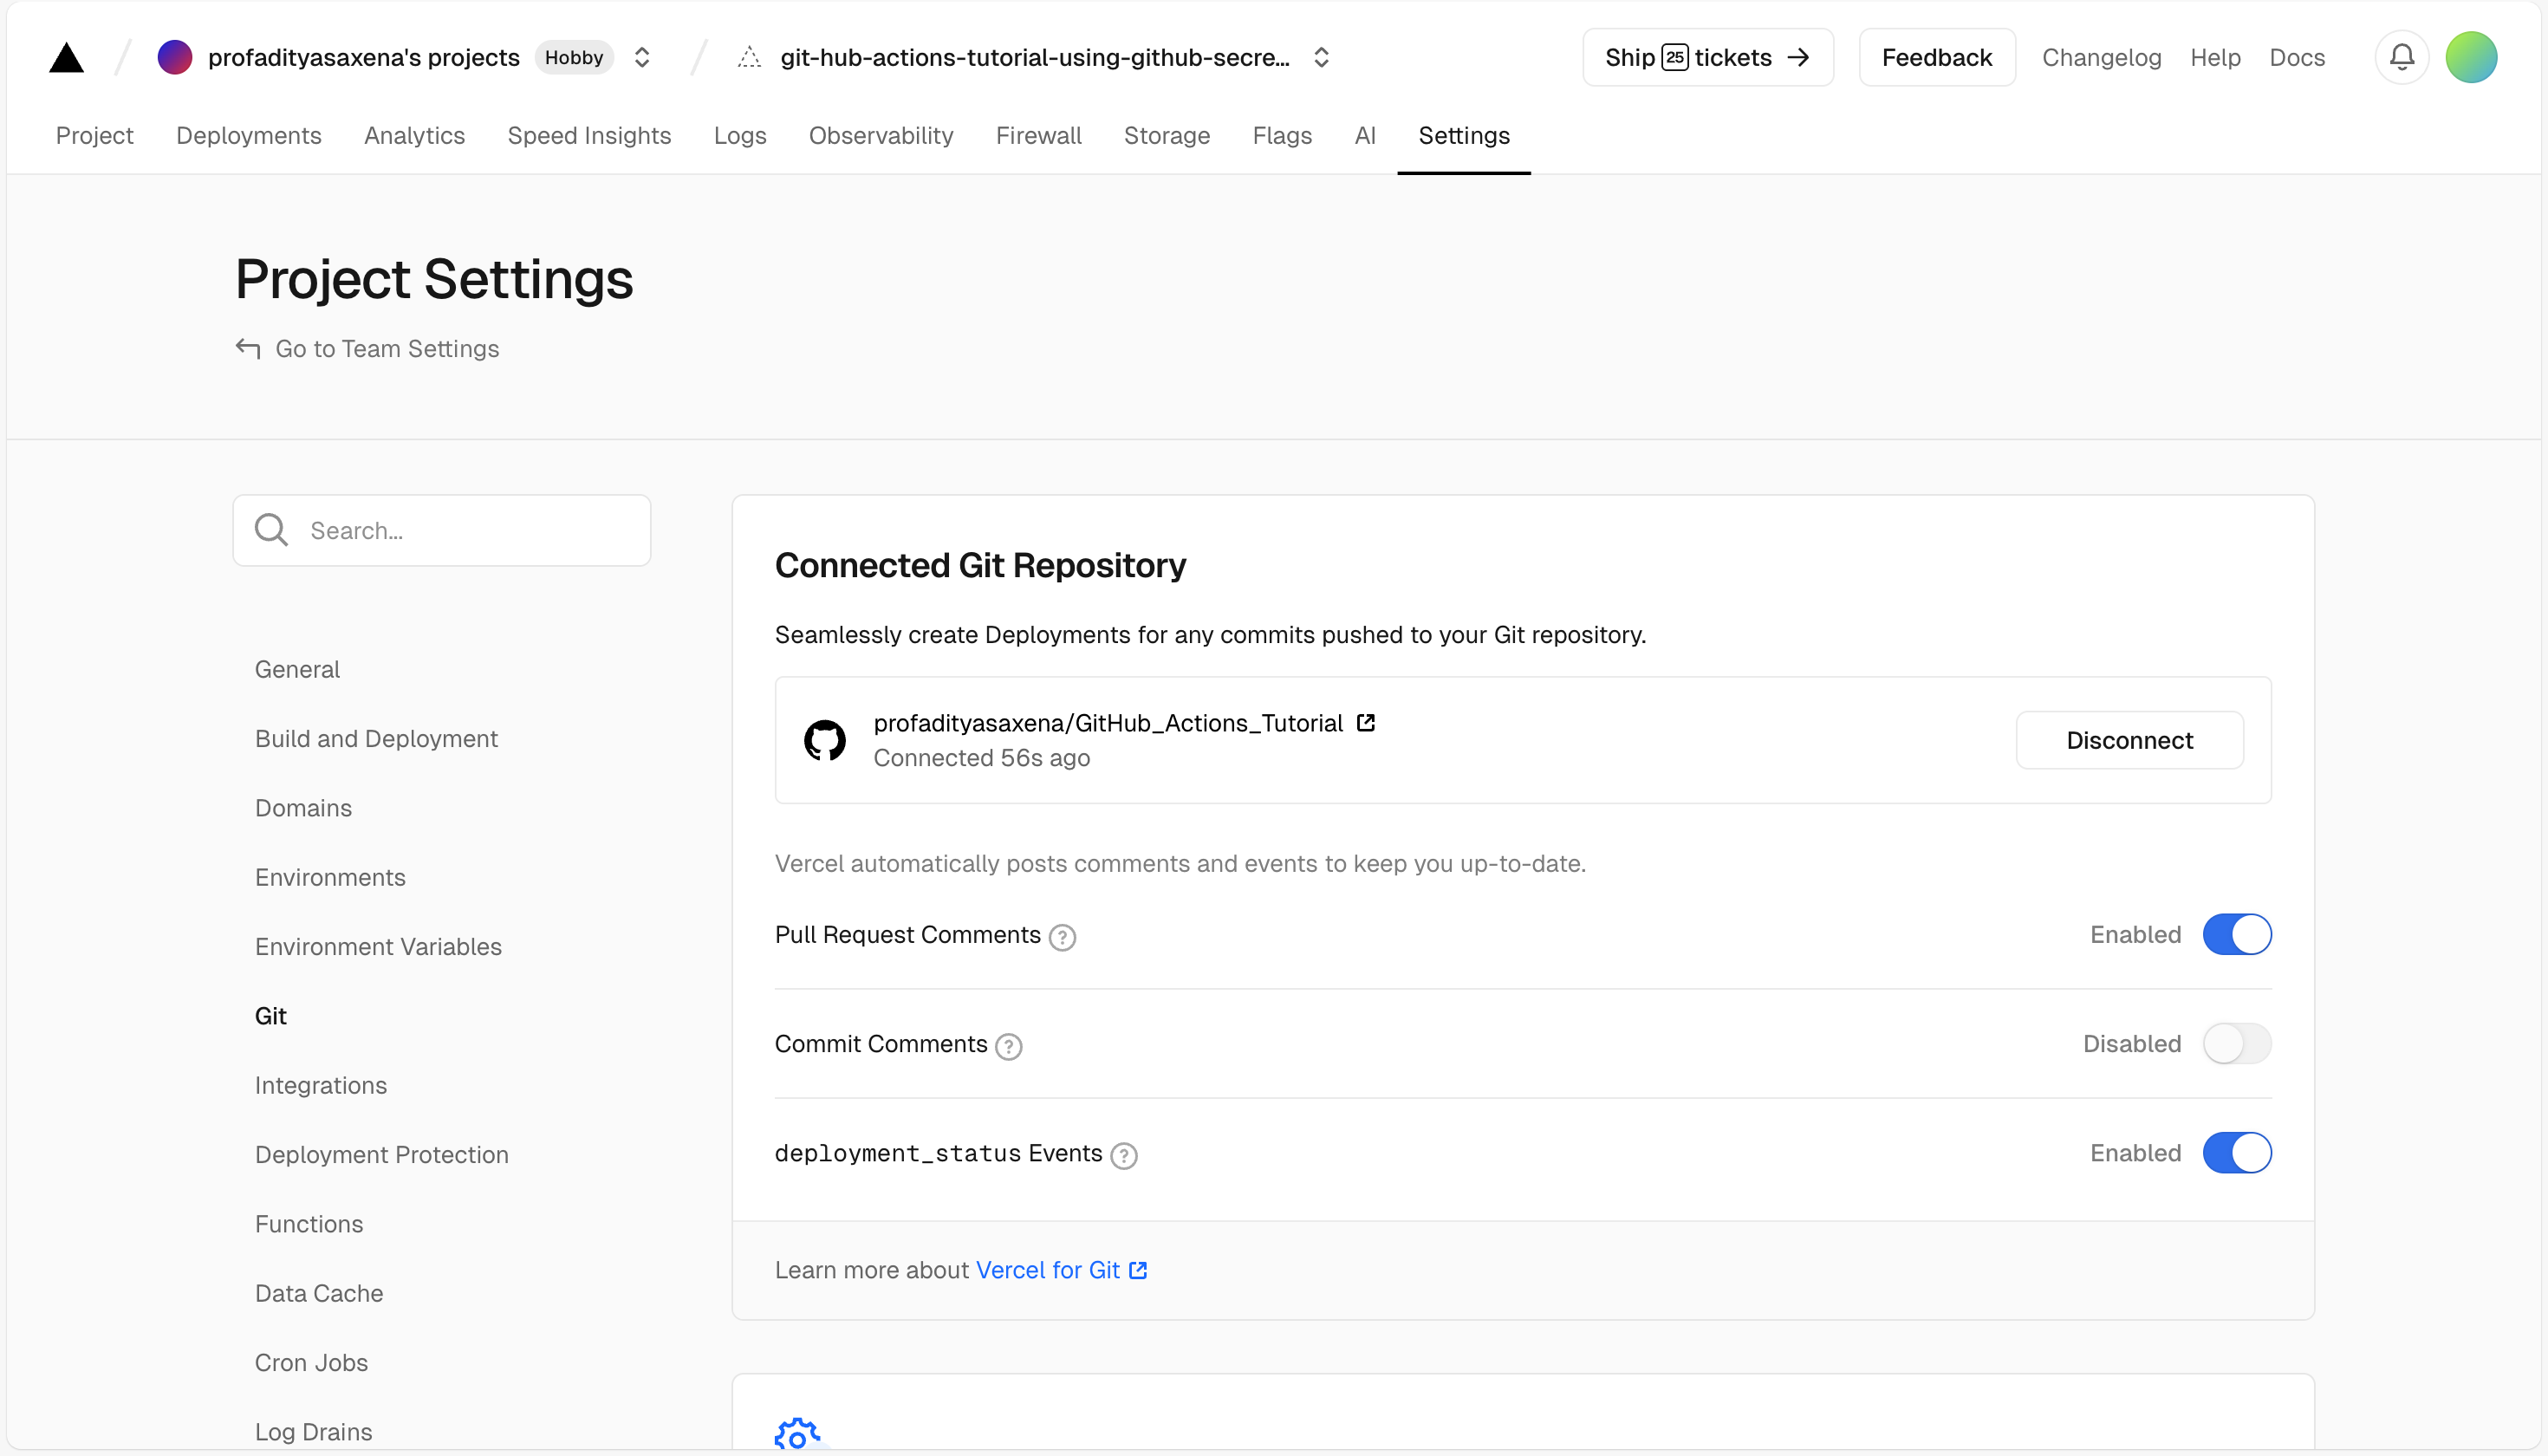 profadityasaxena's projects Hobby git-hub-actions-tutorial-using-github-secre... Ship 25 tickets → Feedback Changelog Help Docs
Project Deployments Analytics Speed Insights Logs Observability Firewall Storage Flags AI Settings
Project Settings
Go to Team Settings
Search...
General
Build and Deployment
Domains
Environments
Environment Variables
Git
Integrations
Deployment Protection
Functions
Data Cache
Cron Jobs
Log Drains
Connected Git Repository
Seamlessly create Deployments for any commits pushed to your Git repository.
profadityasaxena/GitHub_Actions_Tutorial
Connected 56s ago
Disconnect
Vercel automatically posts comments and events to keep you up-to-date.
Pull Request Comments ? Enabled
Commit Comments ? Disabled
deployment_status Events ? Enabled
Learn more about Vercel for Git